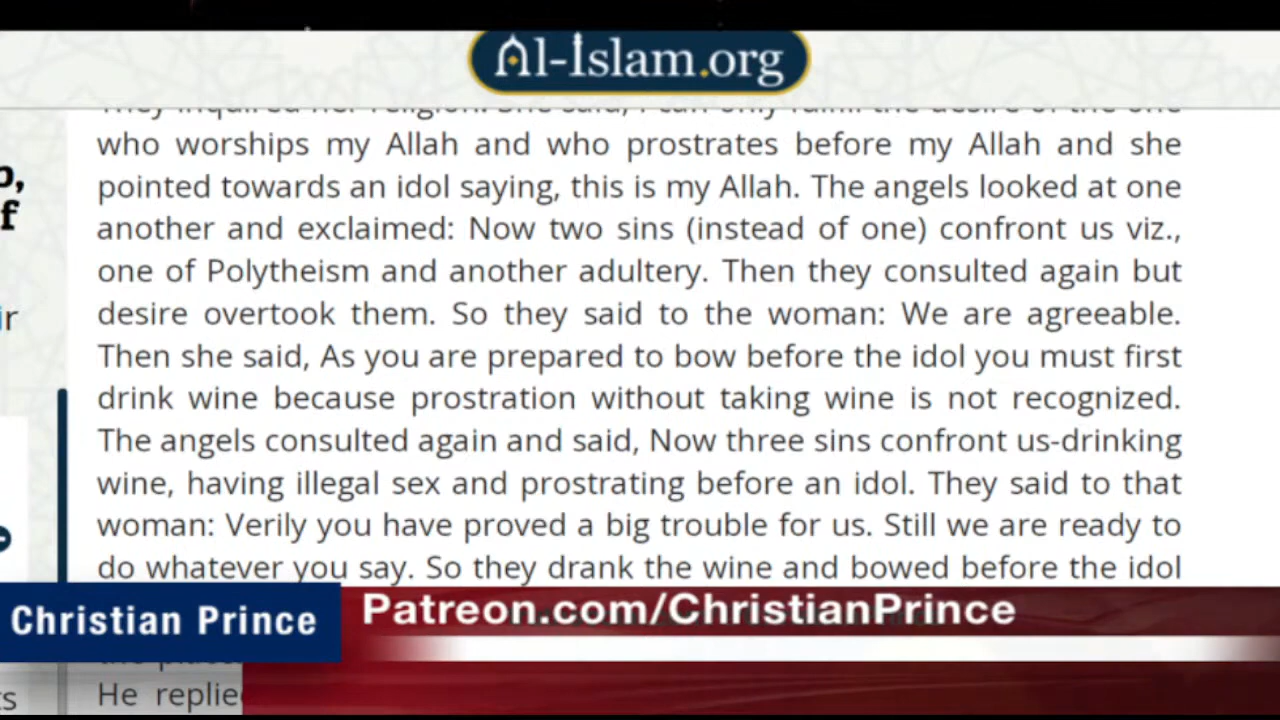 Al-Islam.org
who worships my Allah and who prostrates before my Allah and she
pointed towards an idol saying, this is my Allah. The angels looked at one
another and exclaimed: Now two sins (instead of one) confront us viz.,
one of Polytheism and another adultery. Then they consulted again but
desire overtook them. So they said to the woman: We are agreeable.
Then she said, As you are prepared to bow before the idol you must first
drink wine because prostration without taking wine is not recognized.
The angels consulted again and said, Now three sins confront us-drinking
wine, having illegal sex and prostrating before an idol. They said to that
woman: Verily you have proved a big trouble for us. Still we are ready to
do whatever you say. So they drank the wine and bowed before the idol
Christian Prince
Patreon.com/ChristianPrince
He